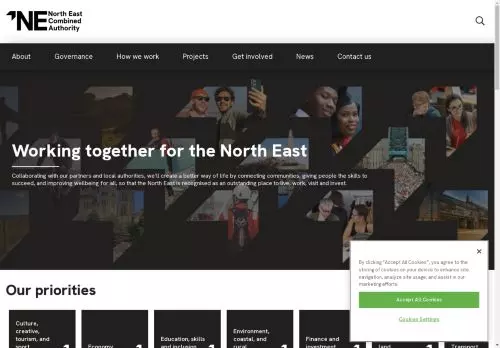 North East
Combined
Authority
About Governance How we work Projects Get involved News Contact us
Working together for the North East
Collaborating with our partners and local authorities, we'll create a better way of life by connecting communities, giving people the skills to
succeed, and improving wellbeing for all, so that the North East is recognised as an outstanding place to live, work, visit and invest.
By clicking "Accept All Cookies", you agree to the
storing of cookies on your device to enhance site
navigation, analyze site usage, and assist in our
marketing efforts.
Accept All Cookies
Cookies Settings
Our priorities
Culture,
creative,
tourism, and
sport
Economy
Education, skills
and inclusion
Environment,
coastal, and
rural
Finance and
investment
land
Transport